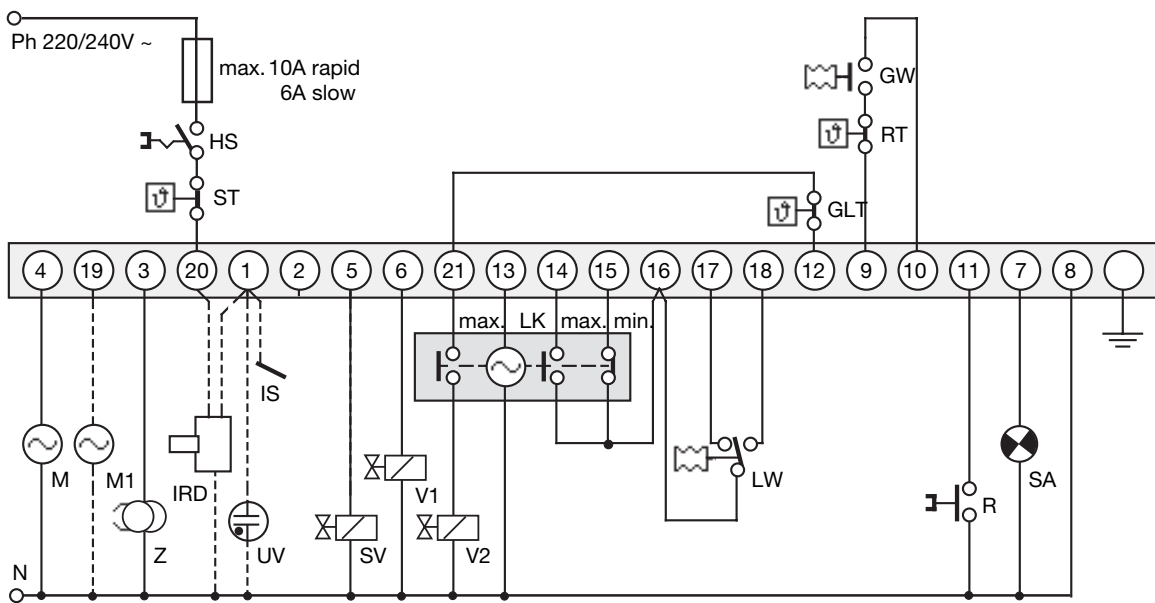 Ph 220/240V ~
max. 10A rapid
6A slow
HS
ϑ ST
GW
ϑ RT
ϑ GLT
4 19 3 20 1 2 5 6 21 13 14 15 16 17 18 12 9 10 11 7 8
max. LK max. min.
IS
M
M1
IRD
V1
LW
R
SA
Z
UV
SV
V2
N